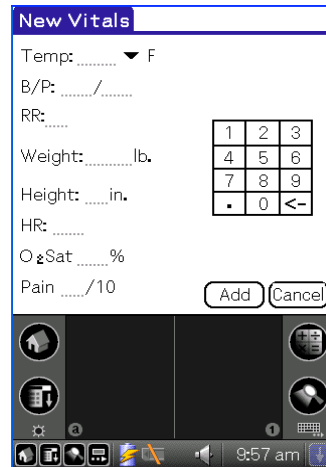 New Vitals
Temp: ........ F
B/P: ....../......
RR:.....
Weight:.........lb.
Height: .....in.
HR: .......
O2Sat .......%
Pain ...../10
1 2 3
4 5 6
7 8 9
. 0 <-
Add Cancel
a 1
9:57 am